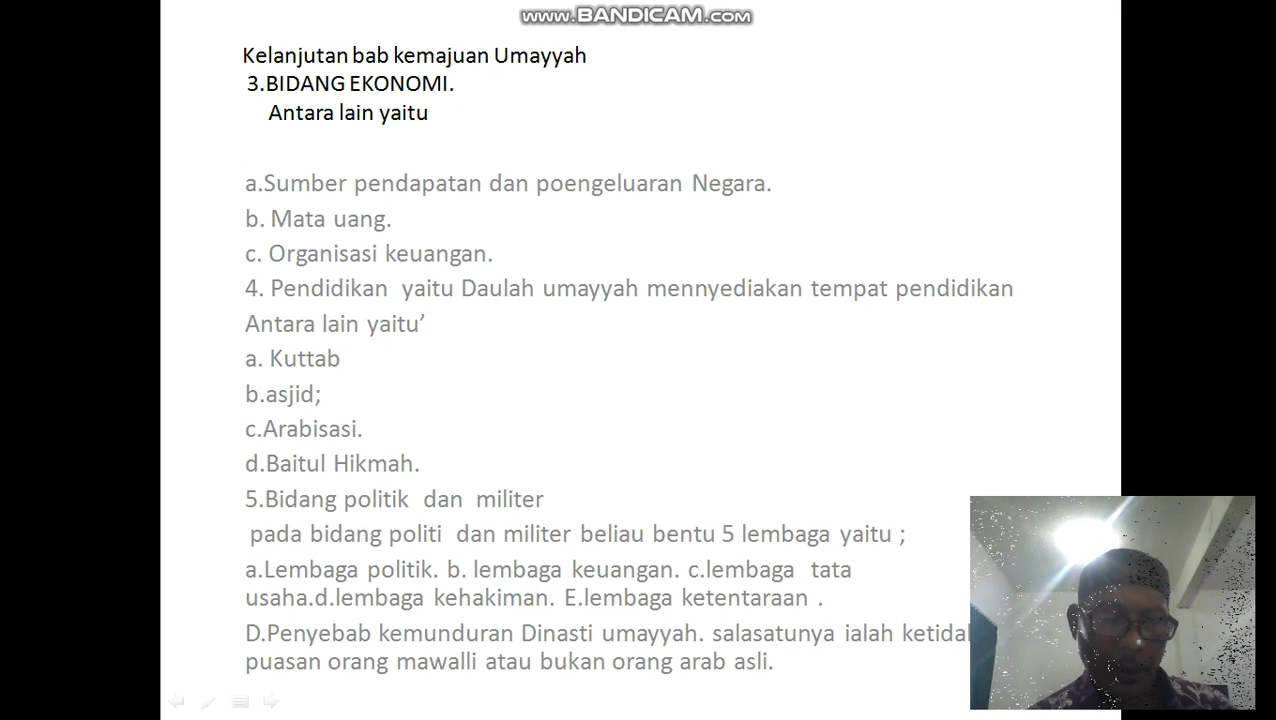 www.BANDICAM.com
Kelanjutan bab kemajuan Umayyah
3.BIDANG EKONOMI.
Antara lain yaitu
a.Sumber pendapatan dan poengeluaran Negara.
b. Mata uang.
c. Organisasi keuangan.
4. Pendidikan yaitu Daulah umayyah mennyediakan tempat pendidikan
Antara lain yaitu’
a. Kuttab
b.asjid;
c.Arabisasi.
d.Baitul Hikmah.
5.Bidang politik dan militer
pada bidang politi dan militer beliau bentu 5 lembaga yaitu ;
a.Lembaga politik. b. lembaga keuangan. c.lembaga tata
usaha.d.lembaga kehakiman. E.lembaga ketentaraan .
D.Penyebab kemunduran Dinasti umayyah. salasatunya ialah
puasan orang mawalli atau bukan orang arab asli.